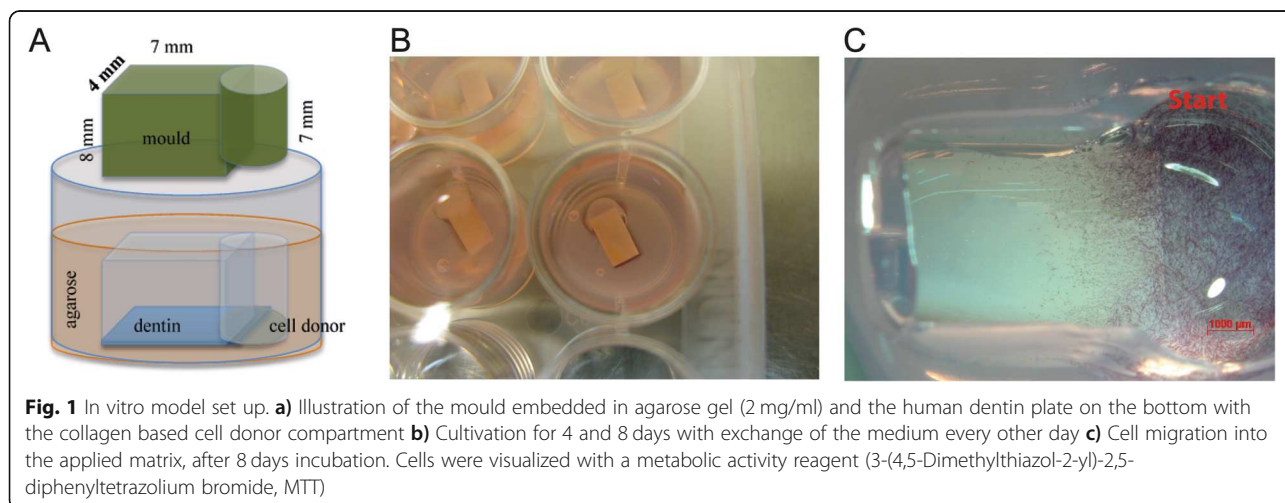 A
B
C
7 mm
4 mm
8 mm
mould
7 mm
agarose
dentin
cell donor
Start
1000 µm
Fig. 1 In vitro model set up. a) Illustration of the mould embedded in agarose gel (2 mg/ml) and the human dentin plate on the bottom with
the collagen based cell donor compartment b) Cultivation for 4 and 8 days with exchange of the medium every other day c) Cell migration into
the applied matrix, after 8 days incubation. Cells were visualized with a metabolic activity reagent (3-(4,5-Dimethylthiazol-2-yl)-2,5-
diphenyltetrazolium bromide, MTT)